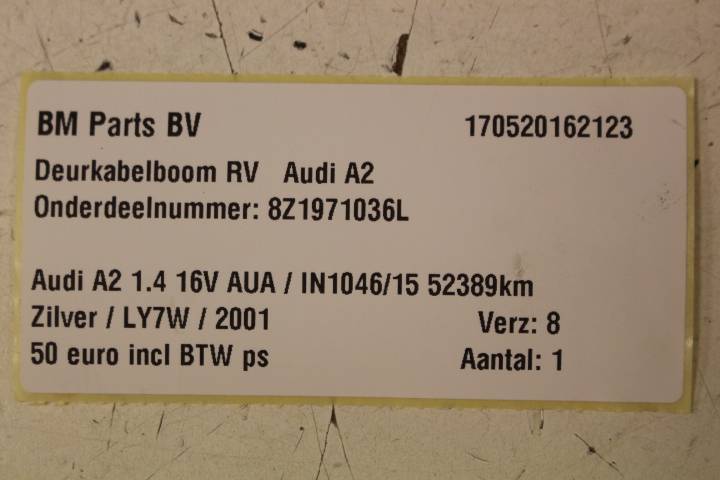 BM Parts BV 170520162123
Deurkabelboom RV Audi A2
Onderdeelnummer: 8Z1971036L
Audi A2 1.4 16V AUA / IN1046/15 52389km
Zilver / LY7W / 2001 Verz: 8
50 euro incl BTW ps Aantal: 1